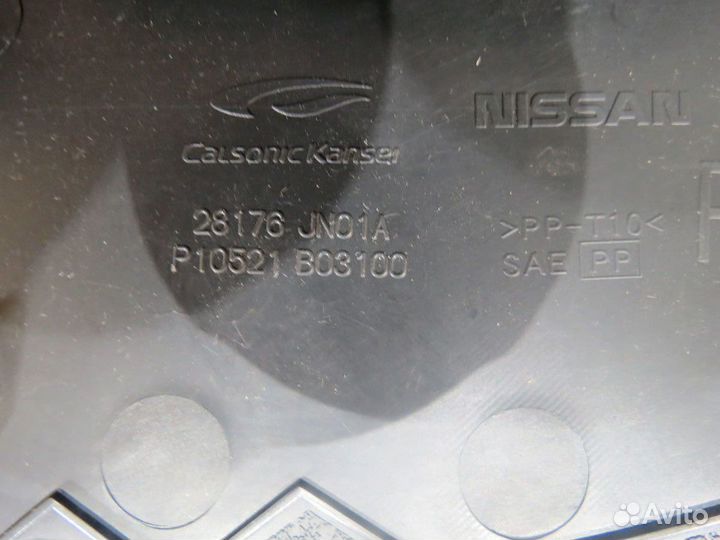 CalsonicKansei
NISSAN
28176 JN01A
P10521 B03100
>PP-T10<
SAE PP
Avito